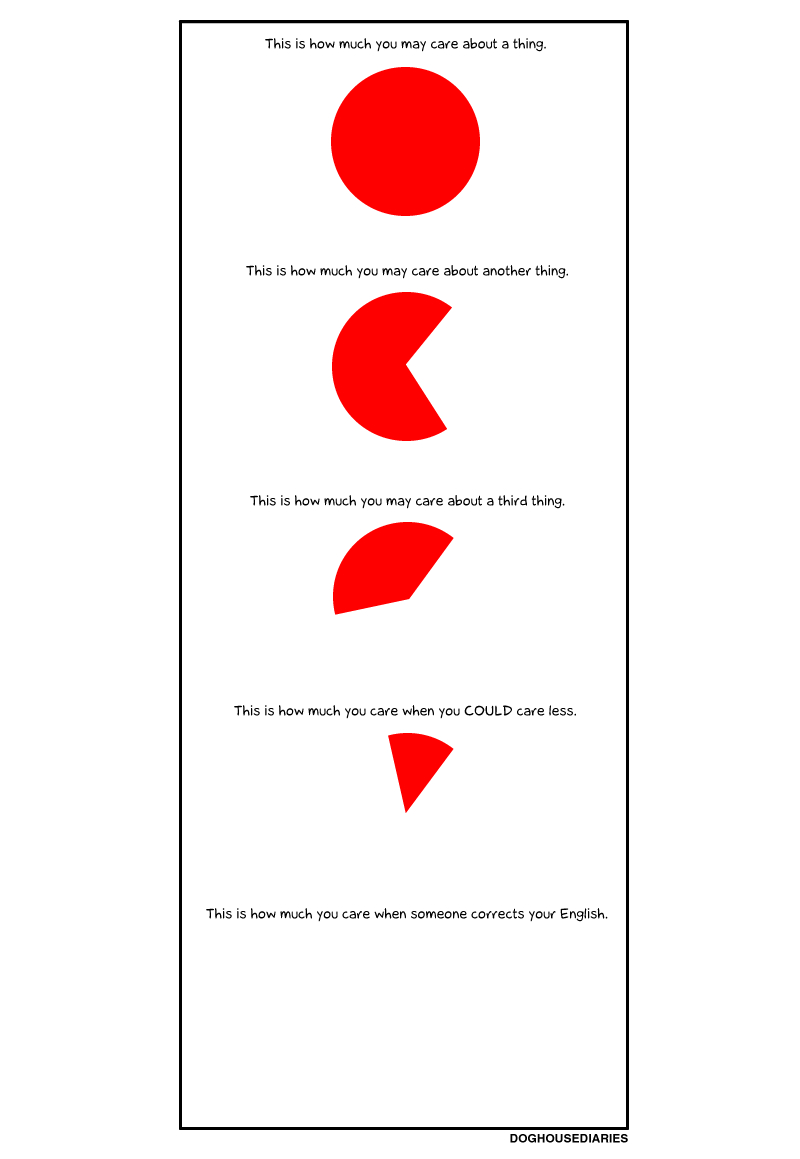 This is how much you may care about a thing.
This is how much you may care about another thing.
This is how much you may care about a third thing.
This is how much you care when you COULD care less.
This is how much you care when someone corrects your English.
DOGHOUSEDIARIES